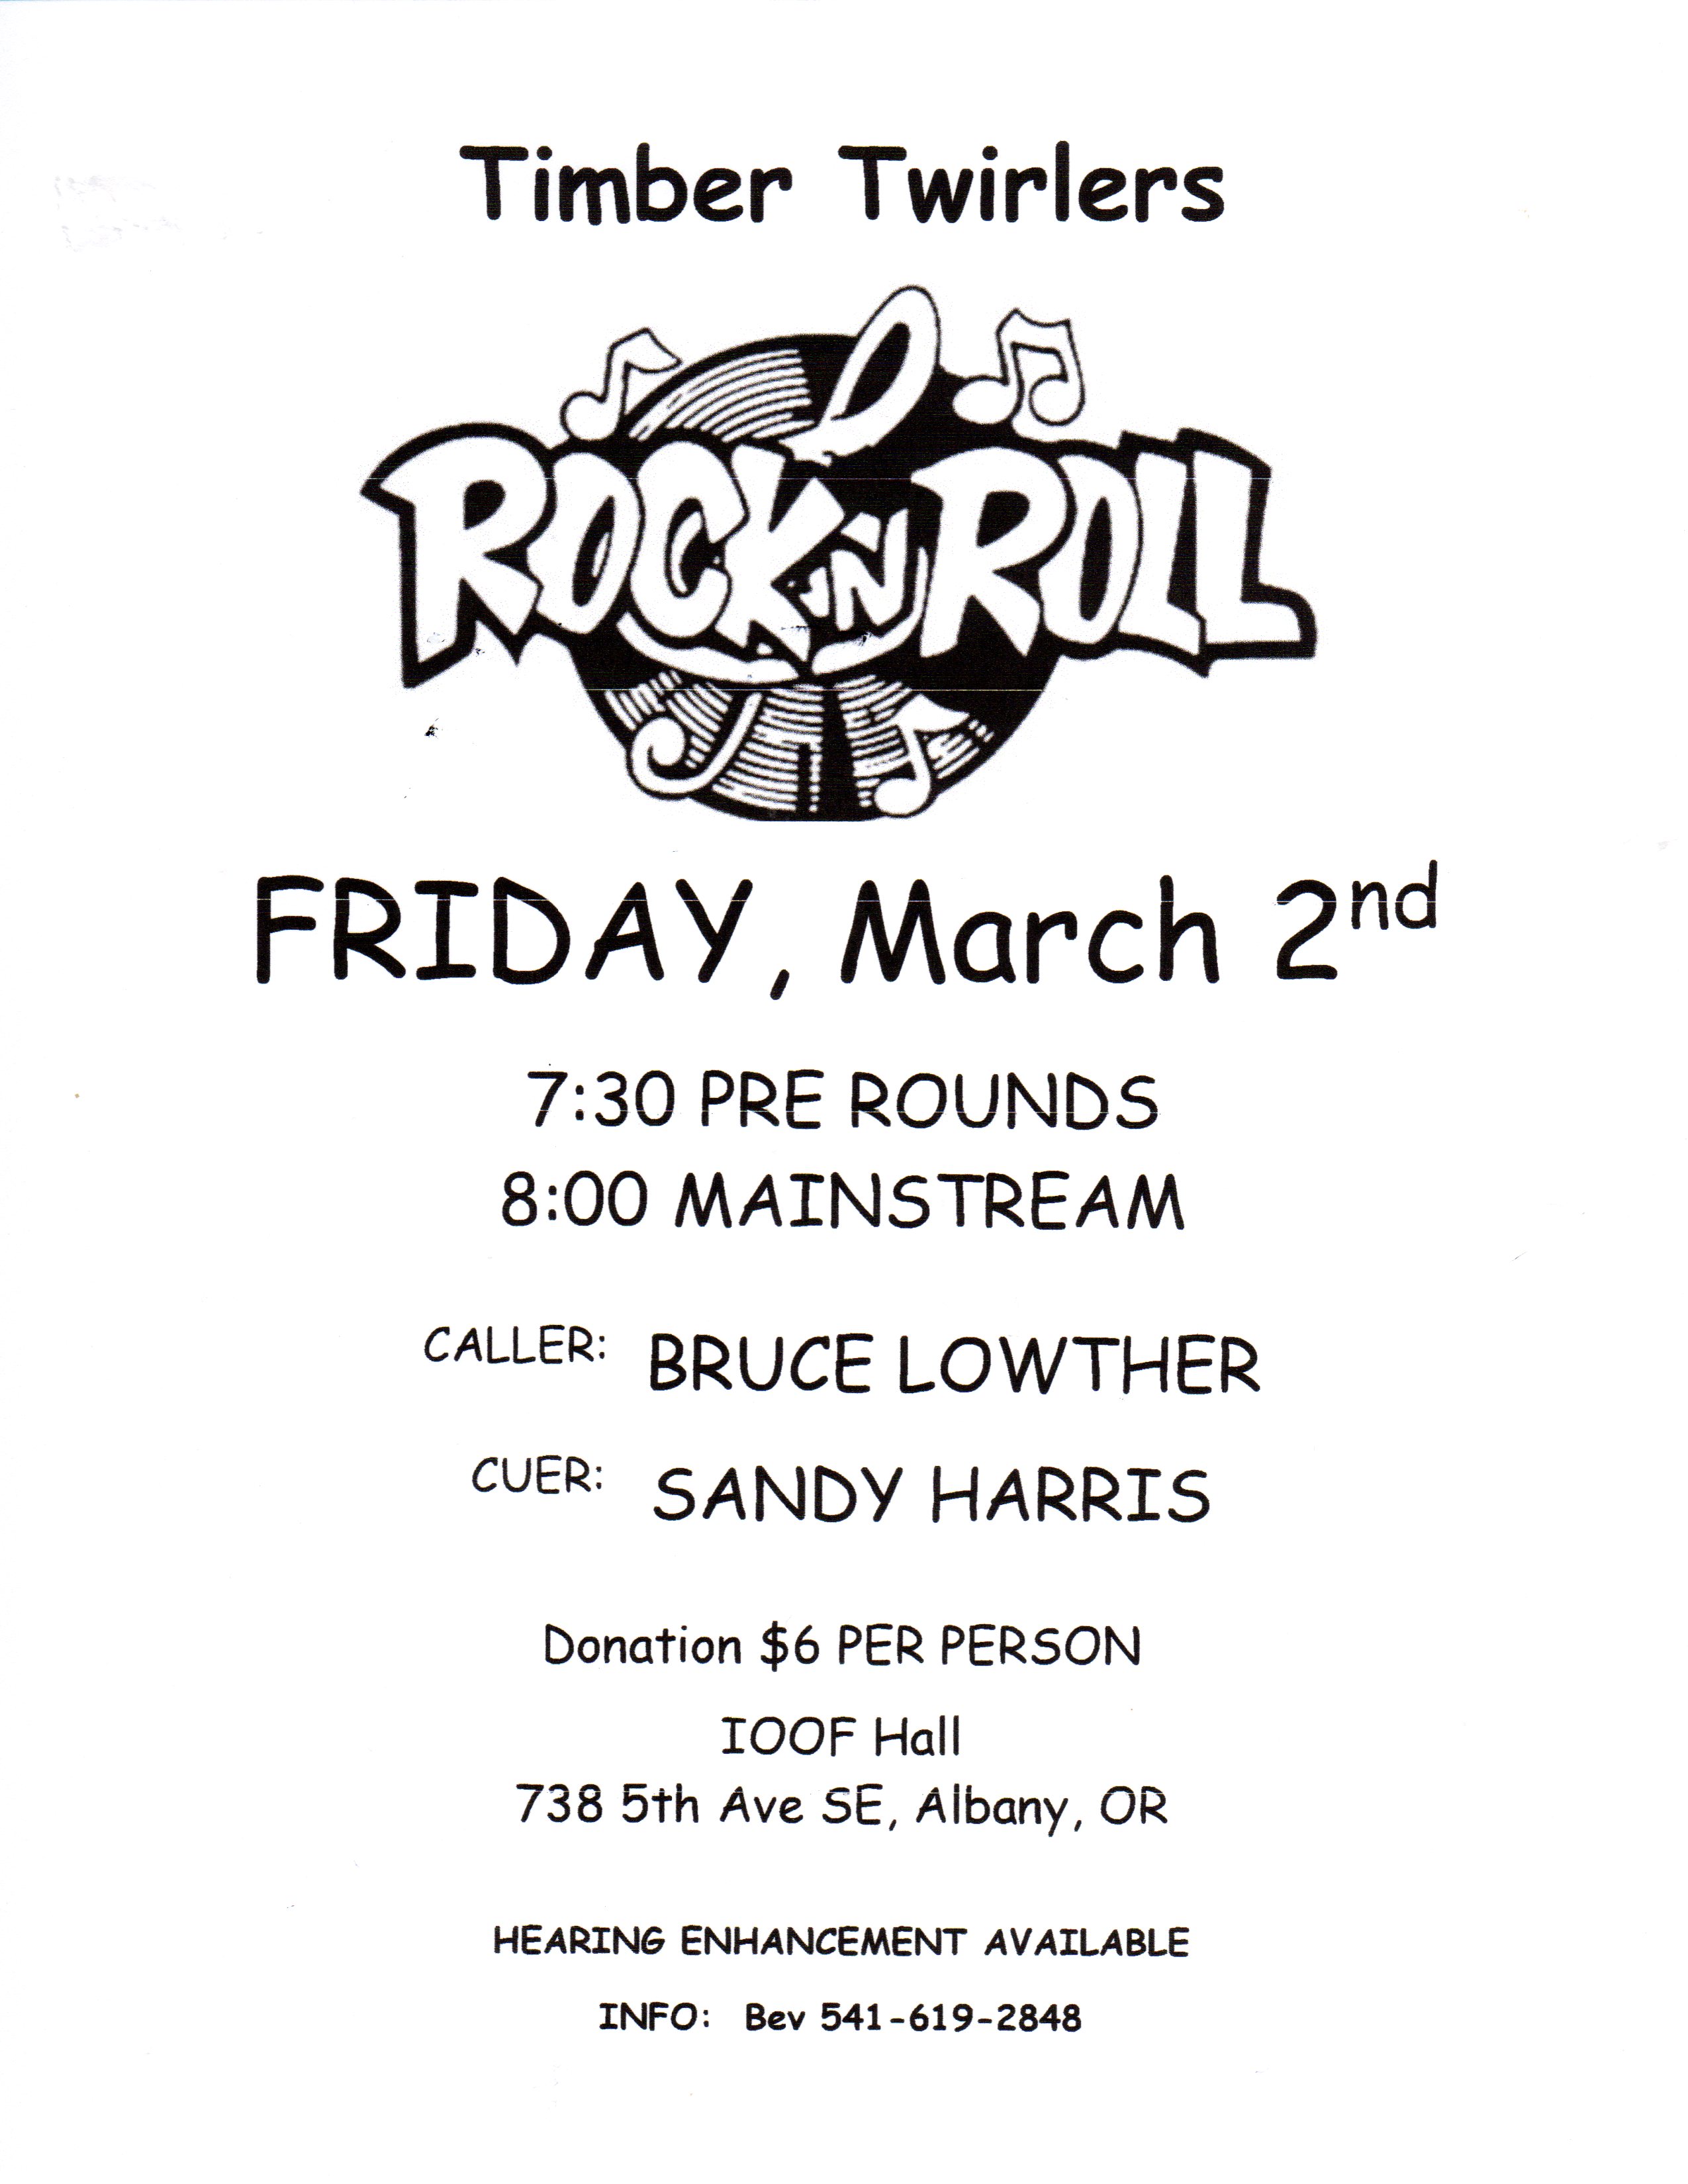 Timber Twirlers
ROCK 'N' ROLL
FRIDAY, March 2nd
7:30 PRE ROUNDS
8:00 MAINSTREAM
CALLER: BRUCE LOWTHER
CUER: SANDY HARRIS
Donation $6 PER PERSON
IOOF Hall
738 5th Ave SE, Albany, OR
HEARING ENHANCEMENT AVAILABLE
INFO: Bev 541-619-2848